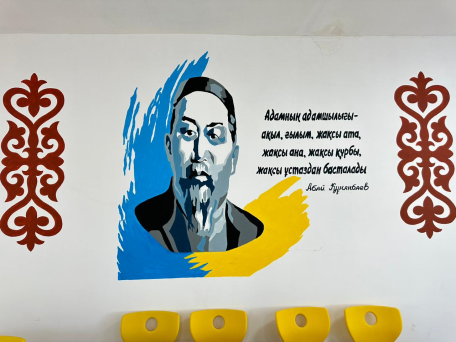 Адамның адамшылығы-
ақыл, ғылым, жақсы ата,
жақсы ана, жақсы құрбы,
жақсы ұстаздан басталады
Абай Құнанбаев